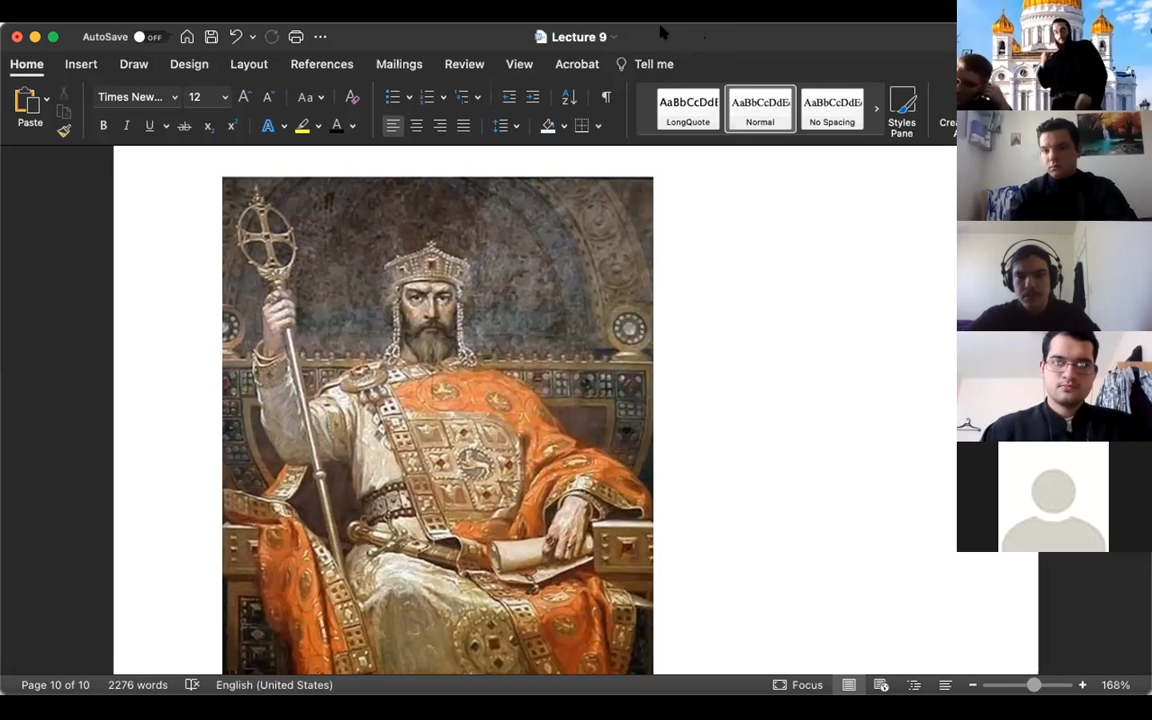 AutoSave OFF
Lecture 9
Home Insert Draw Design Layout References Mailings Review View Acrobat Tell me
Paste
Times New... 12
AaBbCcDdE AaBbCcDdE AaBbCcDdE
LongQuote Normal No Spacing
Styles
Pane
Page 10 of 10 2276 words English (United States) Focus 168%